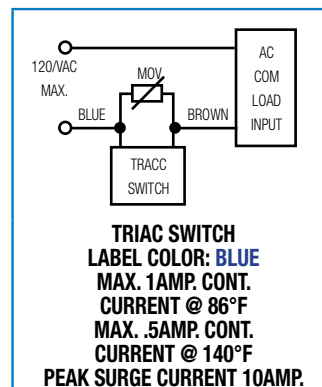 120/VAC
MAX.
MOV
BLUE
BROWN
AC
COM
LOAD
INPUT
TRACC
SWITCH
TRIAC SWITCH
LABEL COLOR: BLUE
MAX. 1AMP. CONT.
CURRENT @ 86°F
MAX. .5AMP. CONT.
CURRENT @ 140°F
PEAK SURGE CURRENT 10AMP.